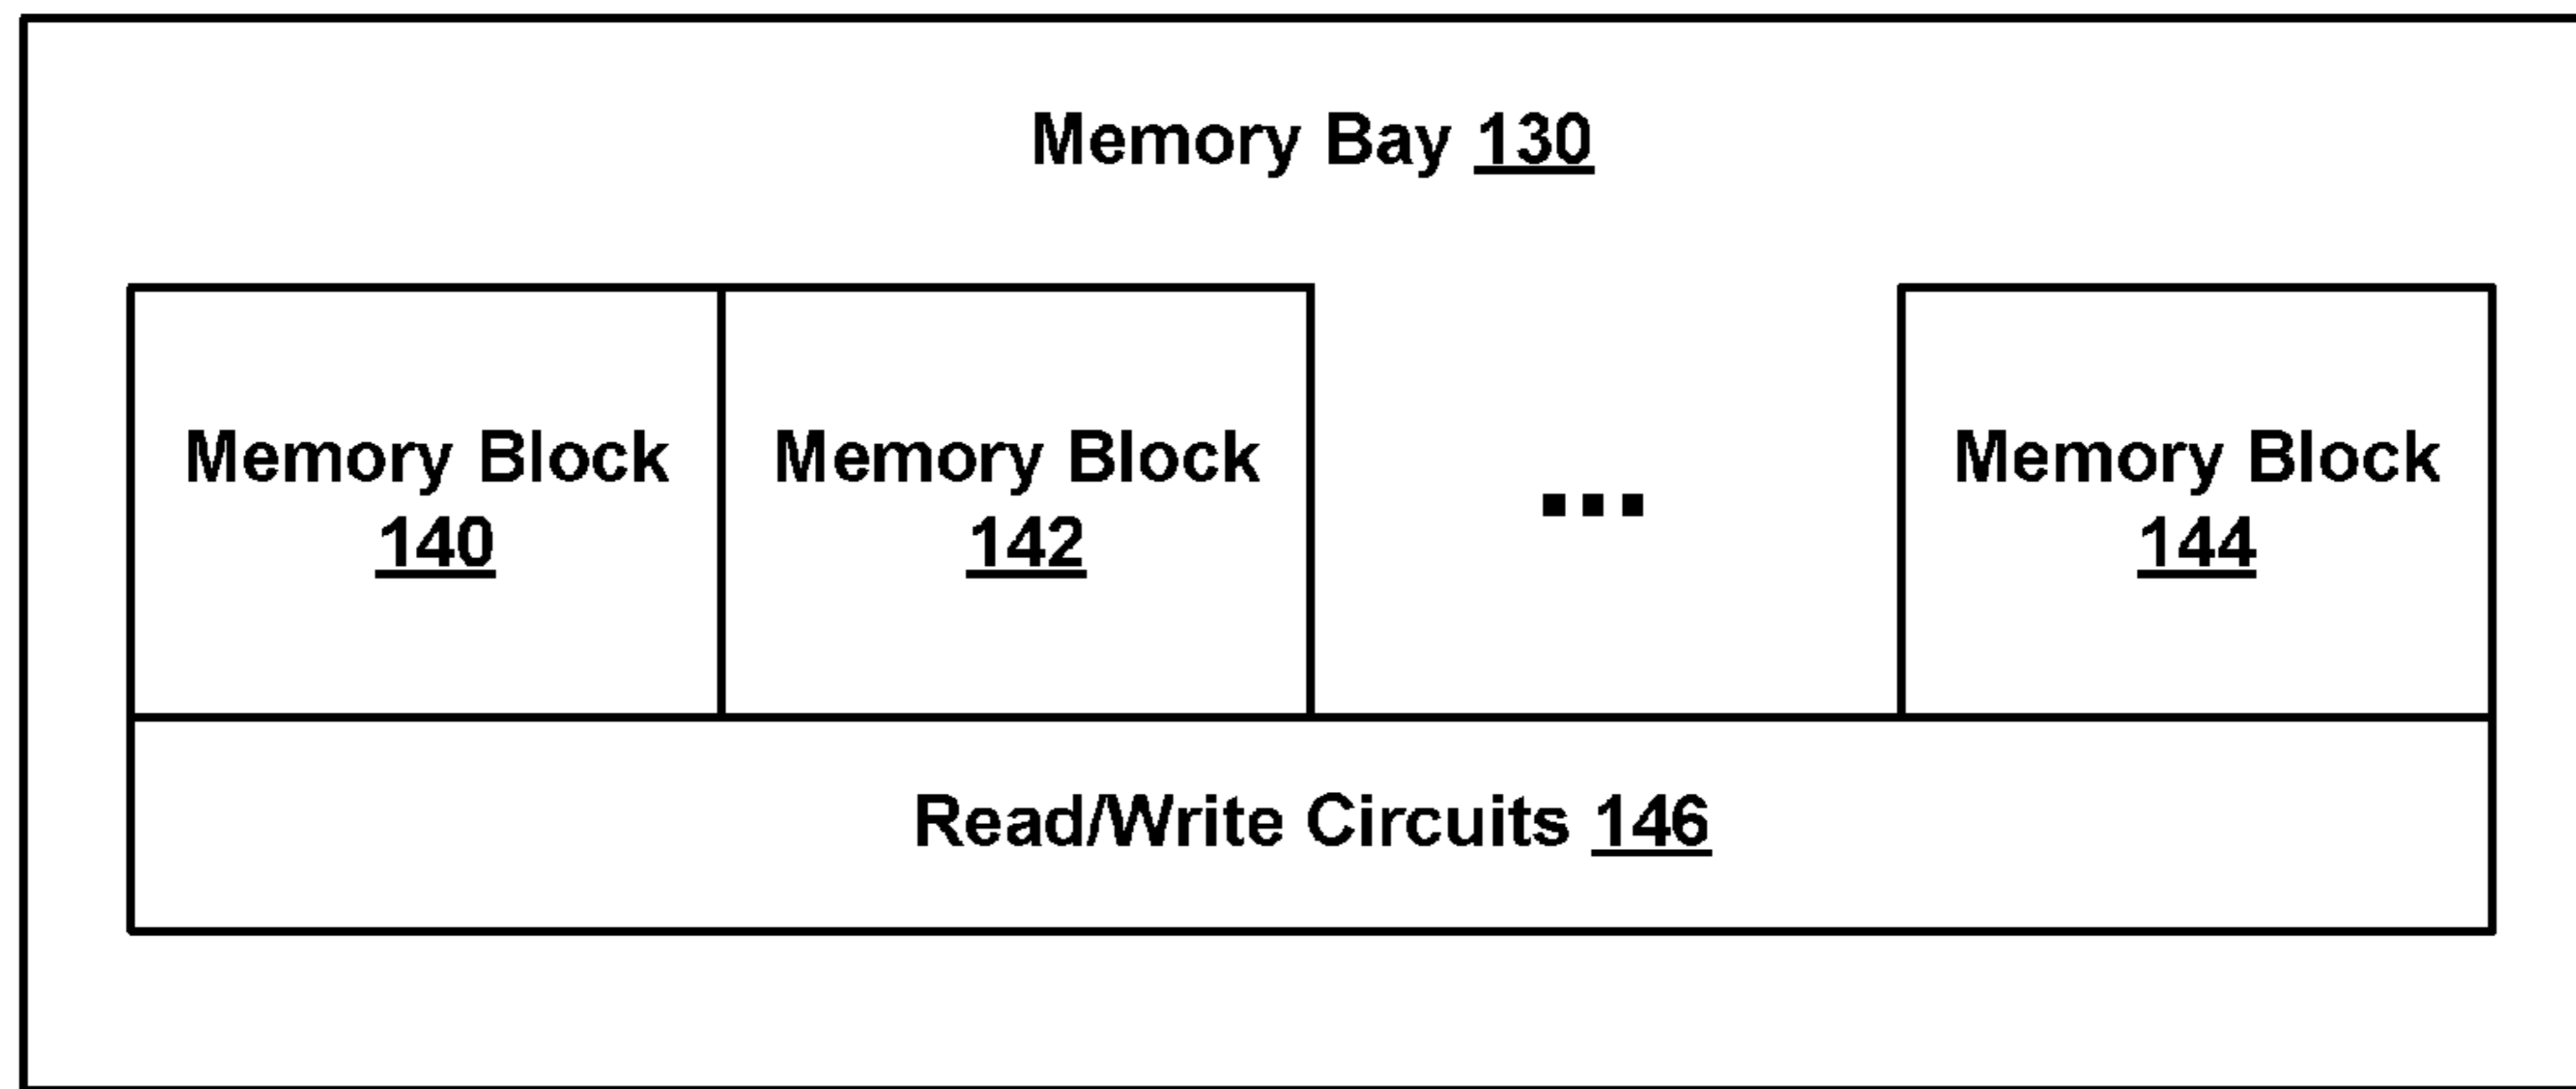 Memory Bay 130
Memory Block
140
Memory Block
142
...
Memory Block
144
Read/Write Circuits 146